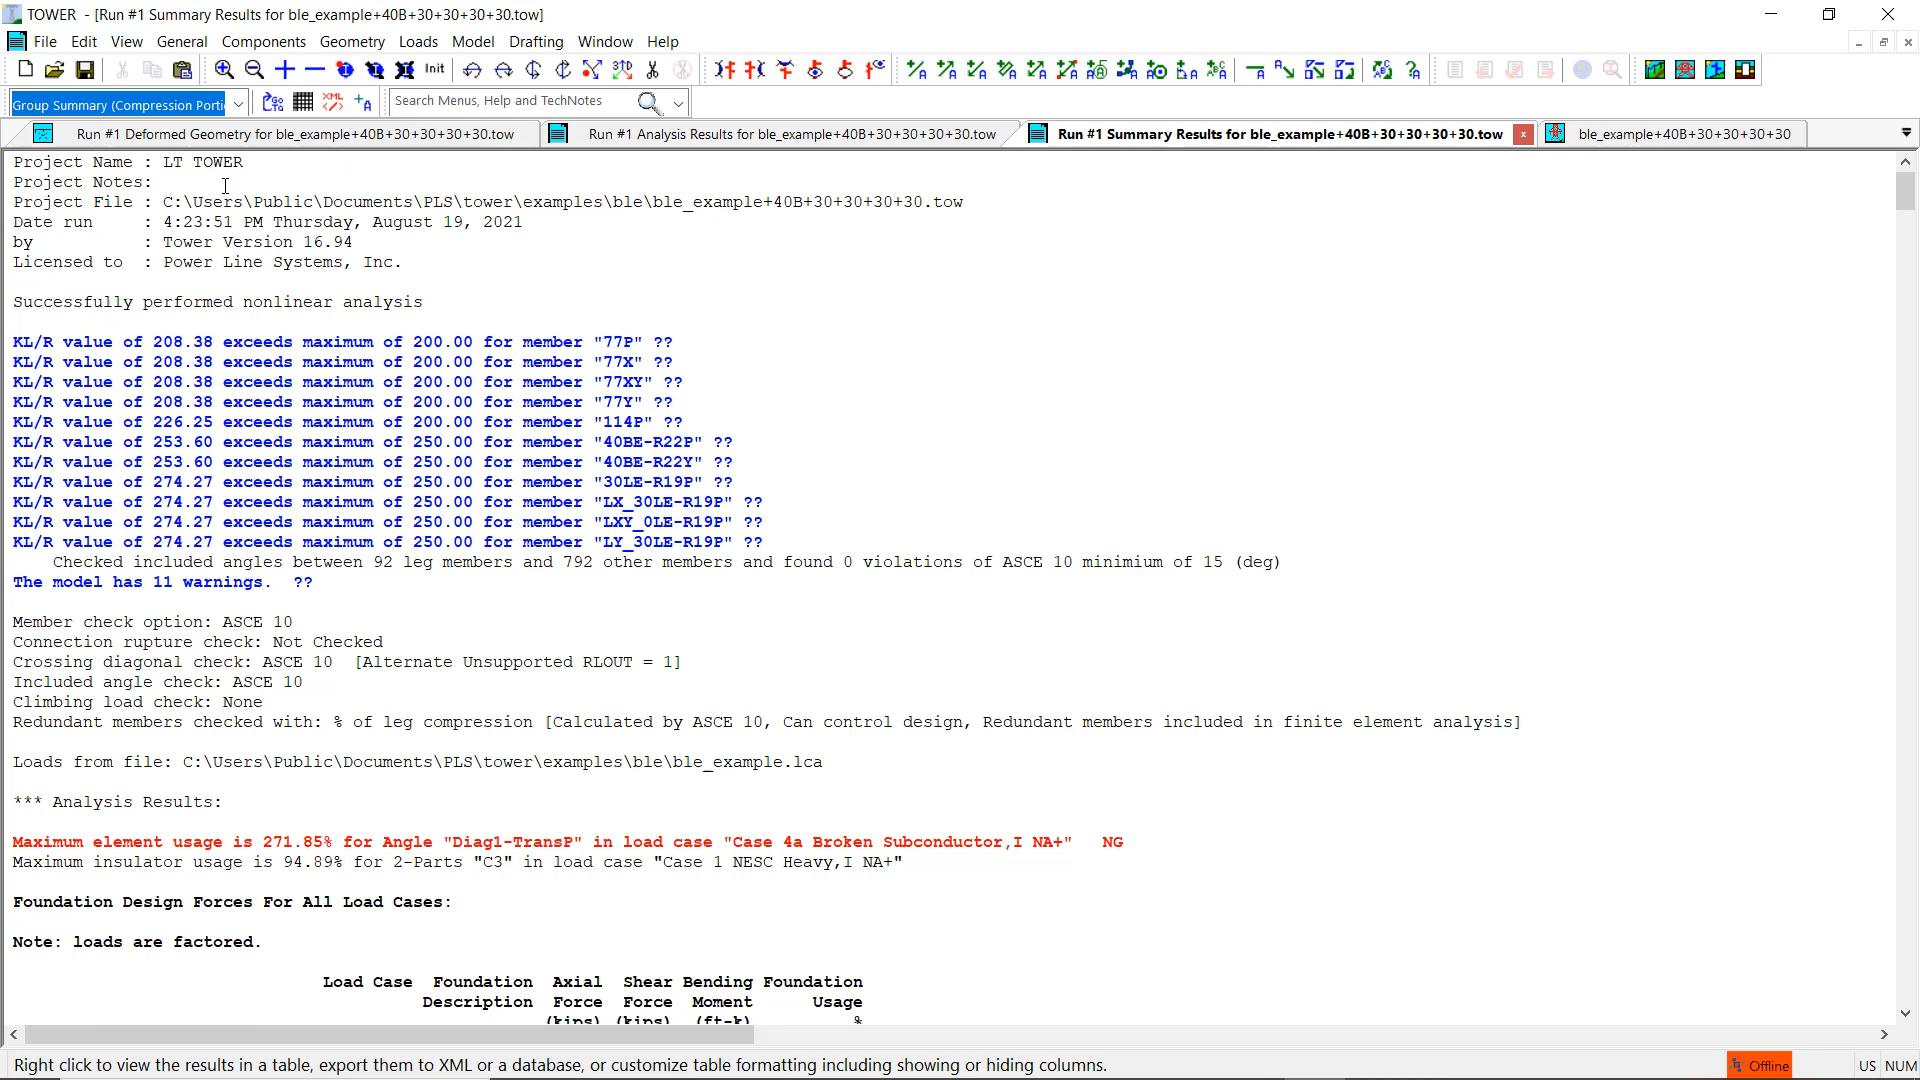 TOWER - [Run #1 Summary Results for ble_example+40B+30+30+30+30.tow]
File Edit View General Components Geometry Loads Model Drafting Window Help
Init
Group Summary (Compression Porti
Search Menus, Help and TechNotes
Run #1 Deformed Geometry for ble_example+40B+30+30+30+30.tow
Run #1 Analysis Results for ble_example+40B+30+30+30+30.tow
Run #1 Summary Results for ble_example+40B+30+30+30+30.tow
ble_example+40B+30+30+30+30
Project Name : LT TOWER
Project Notes:
Project File : C:\Users\Public\Documents\PLS\tower\examples\ble\ble_example+40B+30+30+30+30.tow
Date run : 4:23:51 PM Thursday, August 19, 2021
by : Tower Version 16.94
Licensed to : Power Line Systems, Inc.
Successfully performed nonlinear analysis
KL/R value of 208.38 exceeds maximum of 200.00 for member "77P" ??
KL/R value of 208.38 exceeds maximum of 200.00 for member "77X" ??
KL/R value of 208.38 exceeds maximum of 200.00 for member "77XY" ??
KL/R value of 208.38 exceeds maximum of 200.00 for member "77Y" ??
KL/R value of 226.25 exceeds maximum of 200.00 for member "114P" ??
KL/R value of 253.60 exceeds maximum of 250.00 for member "40BE-R22P" ??
KL/R value of 253.60 exceeds maximum of 250.00 for member "40BE-R22Y" ??
KL/R value of 274.27 exceeds maximum of 250.00 for member "30LE-R19P" ??
KL/R value of 274.27 exceeds maximum of 250.00 for member "LX_30LE-R19P" ??
KL/R value of 274.27 exceeds maximum of 250.00 for member "LXY_0LE-R19P" ??
KL/R value of 274.27 exceeds maximum of 250.00 for member "LY_30LE-R19P" ??
Checked included angles between 92 leg members and 792 other members and found 0 violations of ASCE 10 minimium of 15 (deg)
The model has 11 warnings. ??
Member check option: ASCE 10
Connection rupture check: Not Checked
Crossing diagonal check: ASCE 10 [Alternate Unsupported RLOUT = 1]
Included angle check: ASCE 10
Climbing load check: None
Redundant members checked with: % of leg compression [Calculated by ASCE 10, Can control design, Redundant members included in finite element analysis]
Loads from file: C:\Users\Public\Documents\PLS\tower\examples\ble\ble_example.lca
*** Analysis Results:
Maximum element usage is 271.85% for Angle "Diag1-TransP" in load case "Case 4a Broken Subconductor,I NA+" NG
Maximum insulator usage is 94.89% for 2-Parts "C3" in load case "Case 1 NESC Heavy,I NA+"
Foundation Design Forces For All Load Cases:
Note: loads are factored.
Load Case Foundation Axial Shear Bending Foundation
Description Force Force Moment Usage
(kips) (kips) (ft-k) %
Right click to view the results in a table, export them to XML or a database, or customize table formatting including showing or hiding columns.
Offline
US NUM